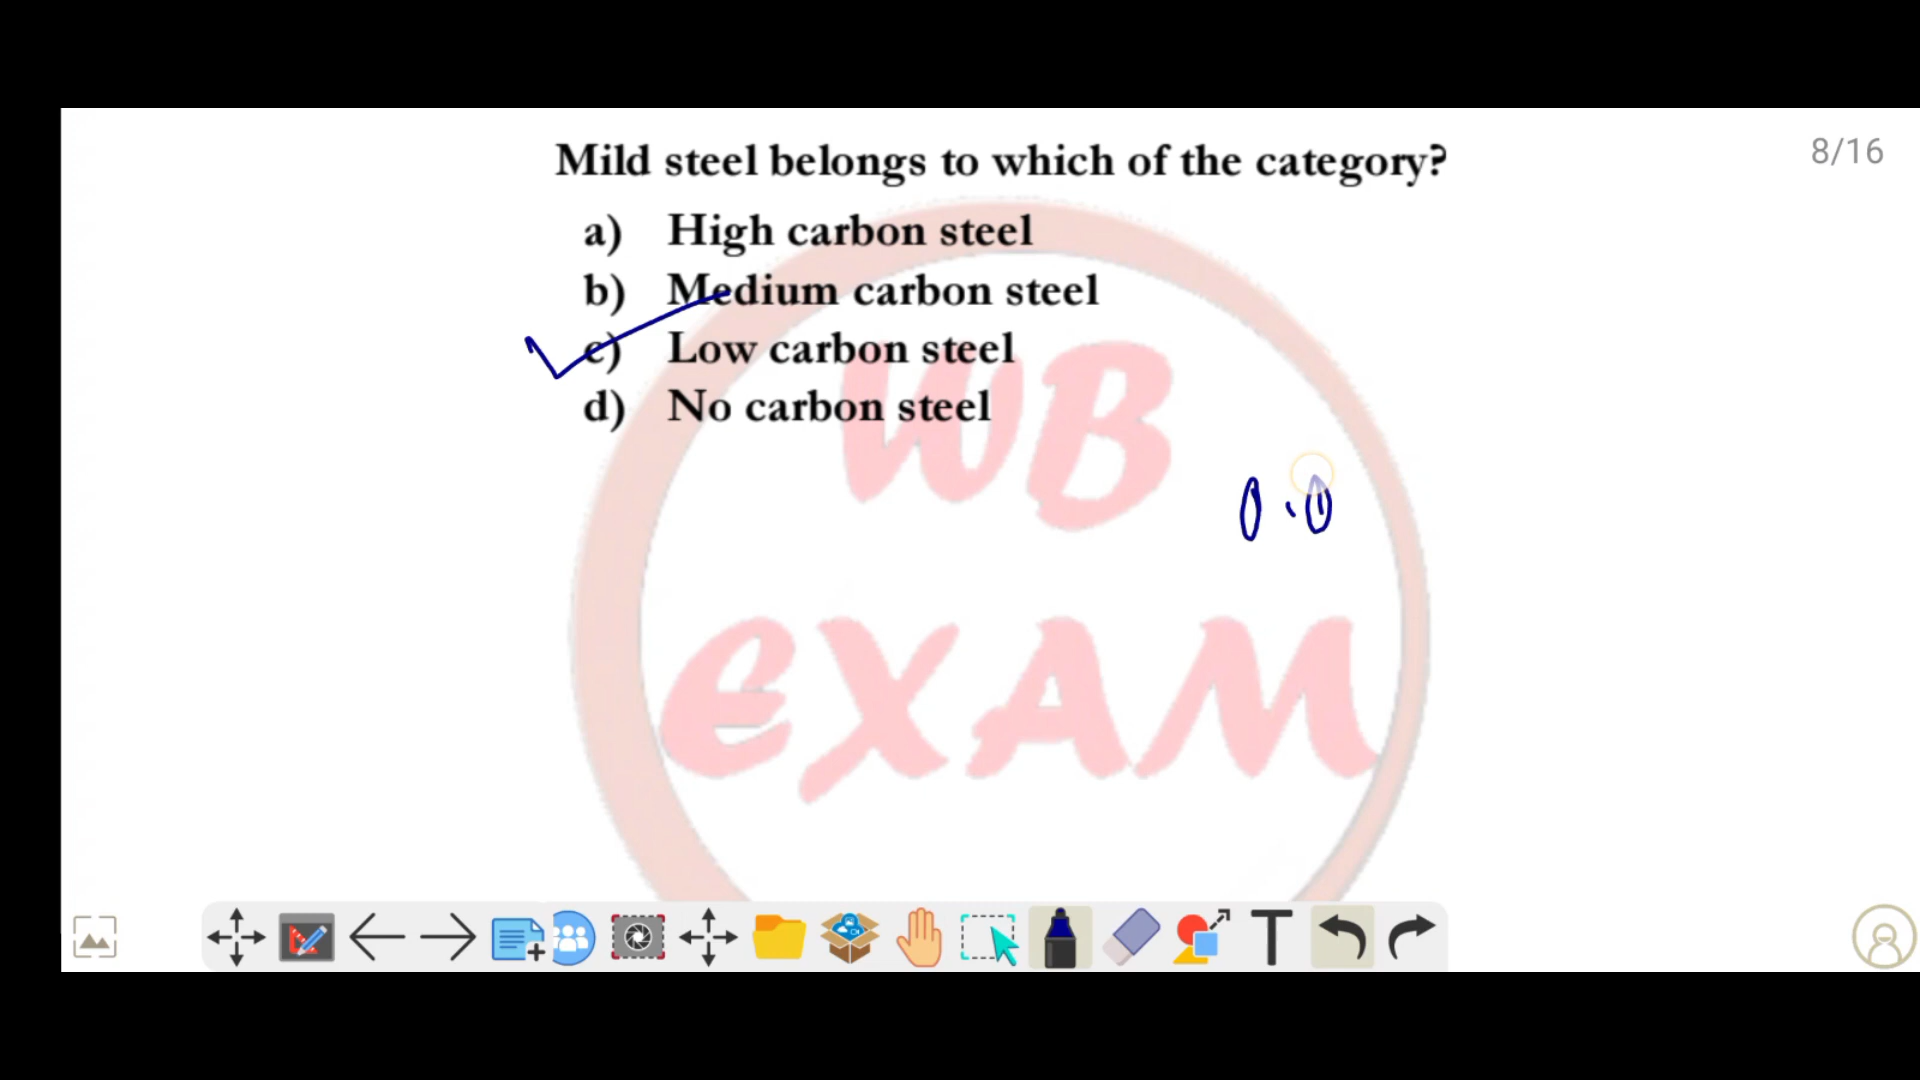 Mild steel belongs to which of the category?
8/16
a) High carbon steel
b) Medium carbon steel
c) Low carbon steel
d) No carbon steel
WB
EXAM
0.0
T